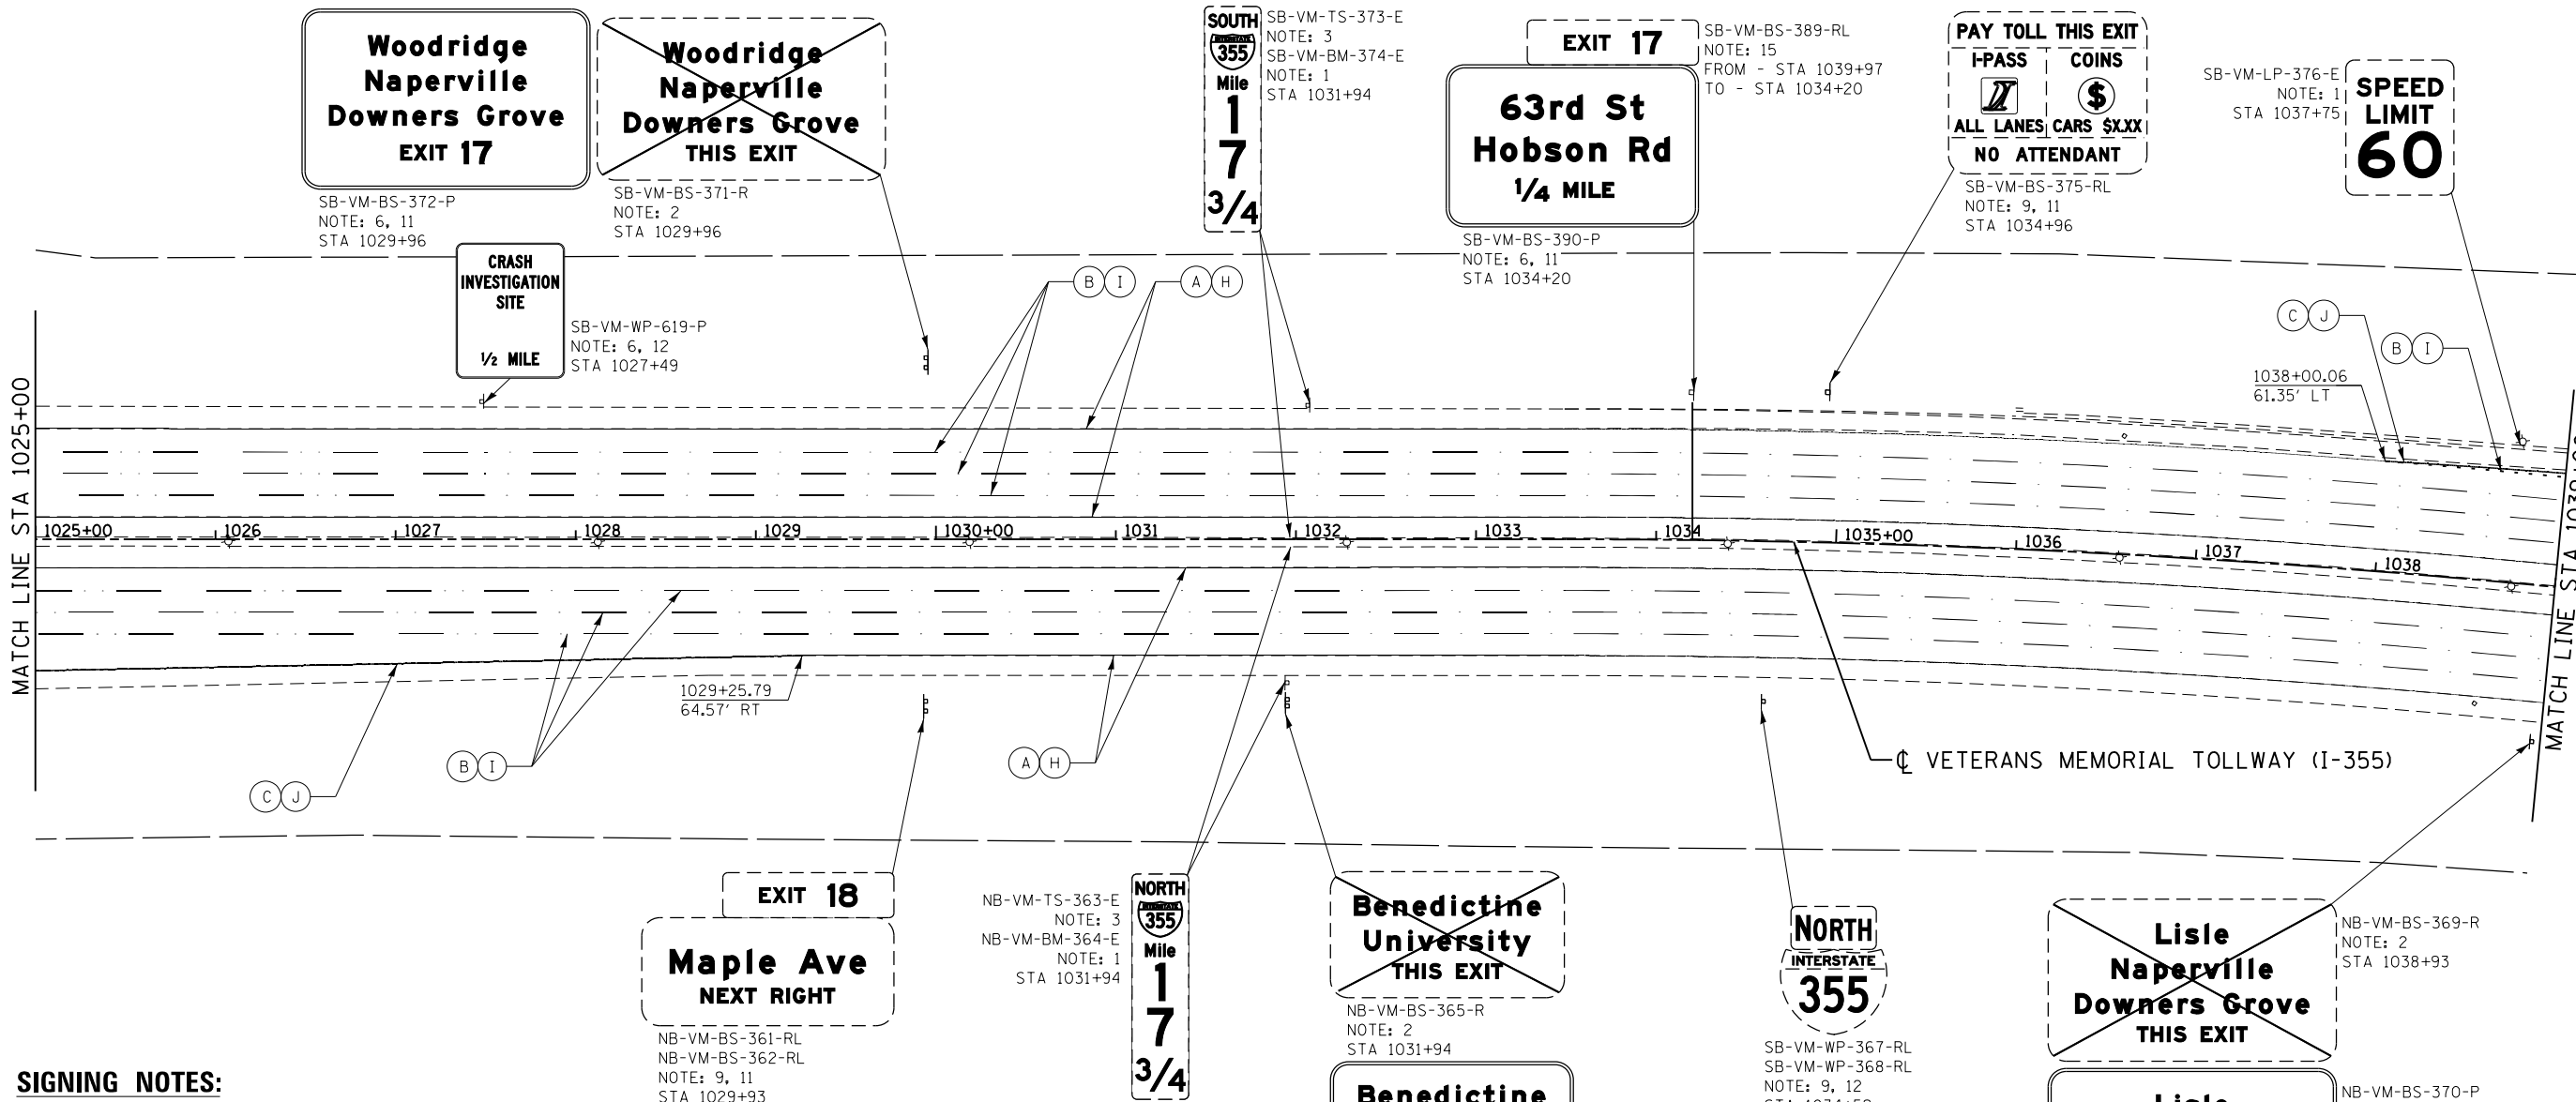 Woodridge
Naperville
Downers Grove
EXIT 17
SB-VM-BS-372-P
NOTE: 6, 11
STA 1029+96
Woodridge
Naperville
Downers Grove
THIS EXIT
SB-VM-BS-371-R
NOTE: 2
STA 1029+96
CRASH
INVESTIGATION
SITE
1/2 MILE
SB-VM-WP-619-P
NOTE: 6, 12
STA 1027+49
SOUTH
INTERSTATE
355
Mile
1
7
3/4
SB-VM-TS-373-E
NOTE: 3
SB-VM-BM-374-E
NOTE: 1
STA 1031+94
EXIT 17
SB-VM-BS-389-RL
NOTE: 15
FROM - STA 1039+97
TO - STA 1034+20
63rd St
Hobson Rd
1/4 MILE
SB-VM-BS-390-P
NOTE: 6, 11
STA 1034+20
PAY TOLL THIS EXIT
I-PASS COINS
$
ALL LANES CARS $X.XX
NO ATTENDANT
SB-VM-BS-375-RL
NOTE: 9, 11
STA 1034+96
SB-VM-LP-376-E
NOTE: 1
STA 1037+75
SPEED
LIMIT
60
B I
A H
C J
B I
1038+00.06
61.35' LT
MATCH LINE STA 1025+00
1025+00 1026 1027 1028 1029 1030+00 1031 1032 1033 1034 1035+00 1036 1037 1038
MATCH LINE STA
1029+25.79
64.57' RT
C J
B I
A H
℄ VETERANS MEMORIAL TOLLWAY (I-355)
EXIT 18
Maple Ave
NEXT RIGHT
NB-VM-BS-361-RL
NB-VM-BS-362-RL
NOTE: 9, 11
STA 1029+93
NB-VM-TS-363-E
NOTE: 3
NB-VM-BM-364-E
NOTE: 1
STA 1031+94
NORTH
INTERSTATE
355
Mile
1
7
3/4
Benedictine
University
THIS EXIT
NB-VM-BS-365-R
NOTE: 2
STA 1031+94
Benedictine
NORTH
INTERSTATE
355
SB-VM-WP-367-RL
SB-VM-WP-368-RL
NOTE: 9, 12
Lisle
Naperville
Downers Grove
THIS EXIT
NB-VM-BS-369-R
NOTE: 2
STA 1038+93
Lisle
NB-VM-BS-370-P
SIGNING NOTES: